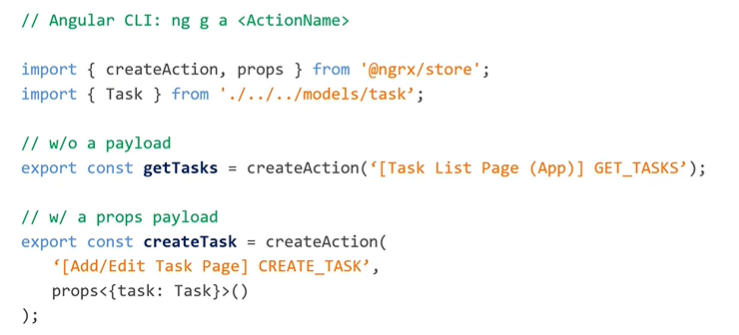 // Angular CLI: ng g a <ActionName>
import { createAction, props } from '@ngrx/store';
import { Task } from './../../models/task’;
// w/o a payload
export const getTasks = createAction(‘[Task List Page (App)] GET_TASKS’);
// w/ a props payload
export const createTask = createAction(
‘[Add/Edit Task Page] CREATE_TASK’,
props<{task: Task}>()
);